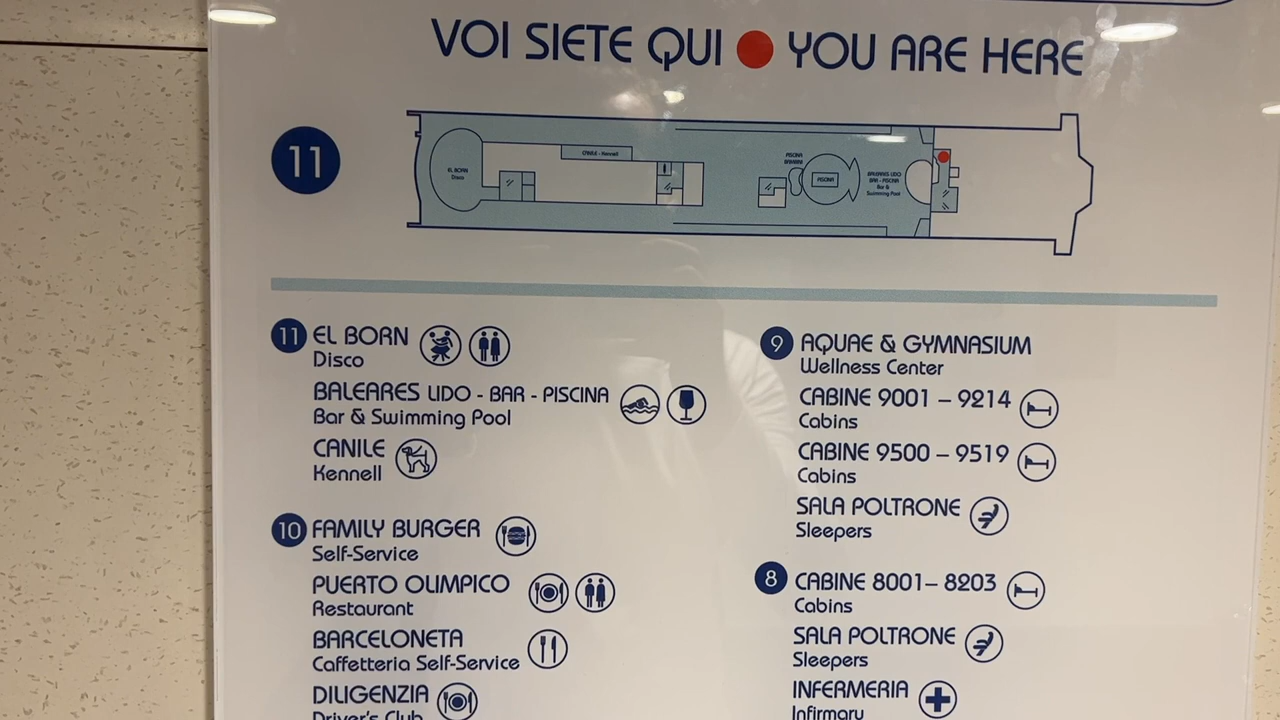 VOI SIETE QUI YOU ARE HERE
11
EL BORN
Disco
CANILE - Kennell
PISCINA
BAMBINI
PISCINA
BALEARES LIDO
BAR - PISCINA
Bar &
Swimming Pool
11 EL BORN
Disco
BALEARES LIDO - BAR - PISCINA
Bar & Swimming Pool
CANILE
Kennell
10 FAMILY BURGER
Self-Service
PUERTO OLIMPICO
Restaurant
BARCELONETA
Caffetteria Self-Service
DILIGENZIA
Driver's Club
9 AQUAE & GYMNASIUM
Wellness Center
CABINE 9001 – 9214
Cabins
CABINE 9500 – 9519
Cabins
SALA POLTRONE
Sleepers
8 CABINE 8001– 8203
Cabins
SALA POLTRONE
Sleepers
INFERMERIA
Infirmary